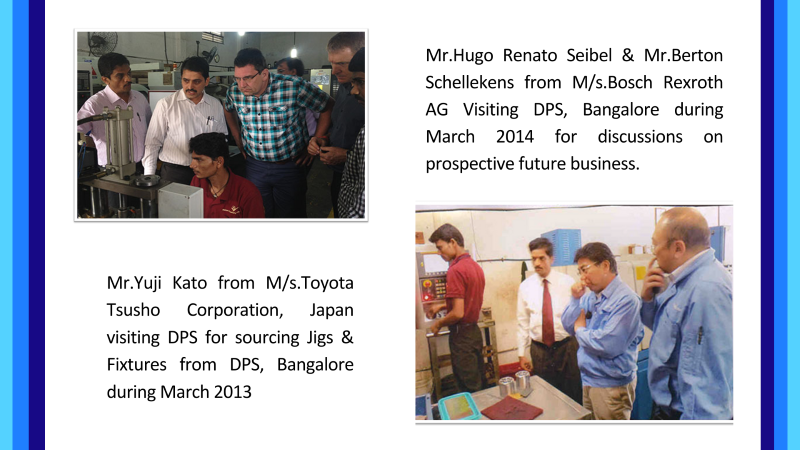 Mr.Hugo Renato Seibel & Mr.Berton
Schellekens from M/s.Bosch Rexroth
AG Visiting DPS, Bangalore during
March 2014 for discussions on
prospective future business.
Mr.Yuji Kato from M/s.Toyota
Tsusho Corporation, Japan
visiting DPS for sourcing Jigs &
Fixtures from DPS, Bangalore
during March 2013